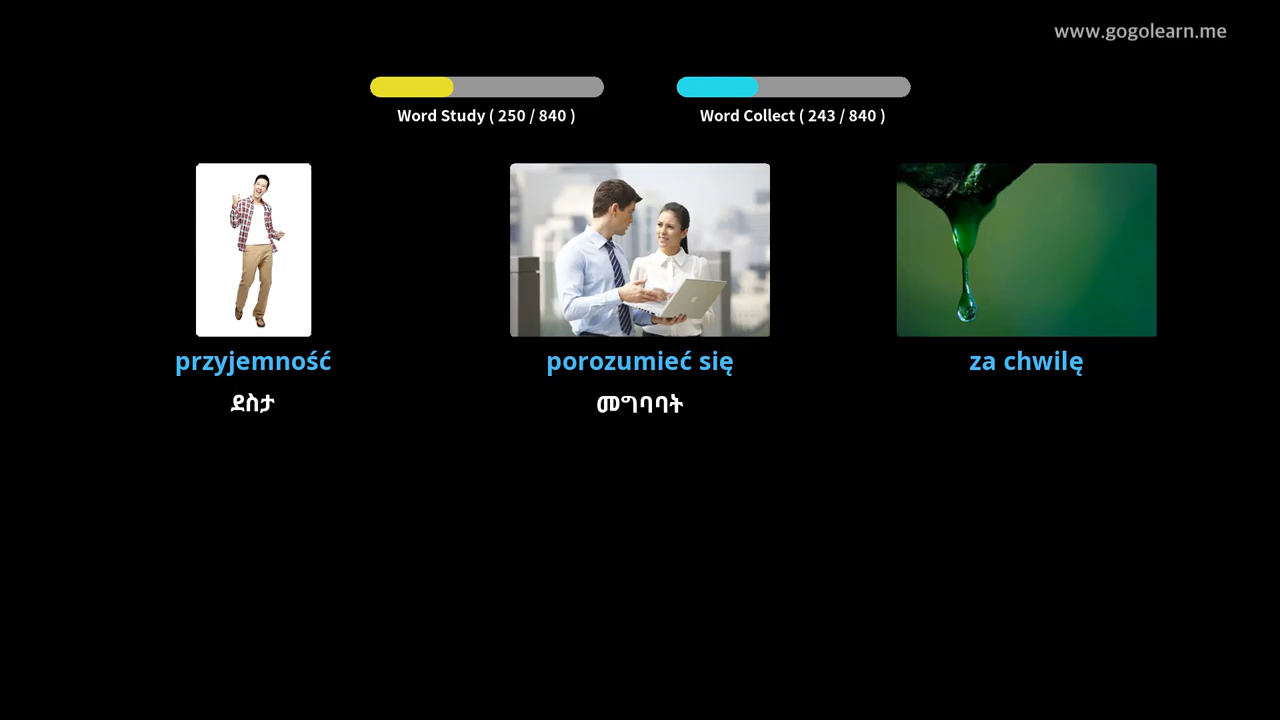 www.gogolearn.me
Word Study ( 250 / 840 )
Word Collect ( 243 / 840 )
przyjemność
porozumieć się
za chwilę
ደስታ
መግባባት